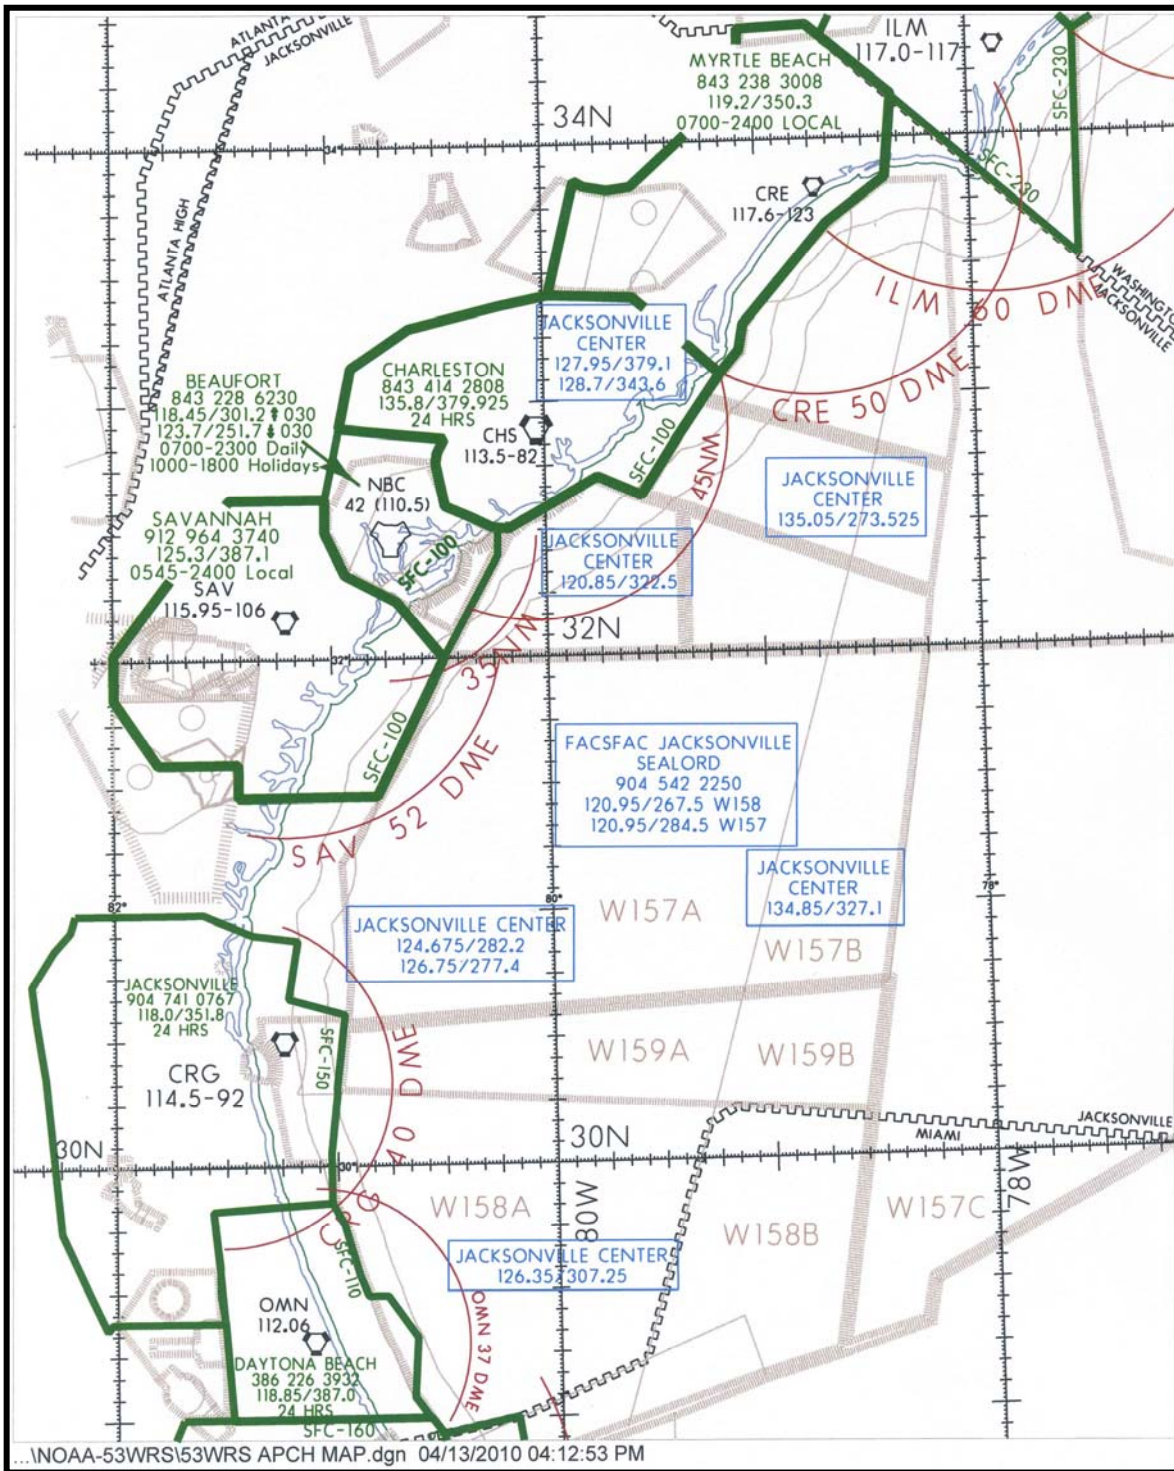 ATLANTA
JACKSONVILLE
ILM
117.0-117
MYRTLE BEACH
843 238 3008
119.2/350.3
0700-2400 LOCAL
SFC-230
34N
34°
SFC-230
CRE
117.6-123
ATLANTA HIGH
WASHINGTON
JACKSONVILLE
ILM 60 DME
JACKSONVILLE
CENTER
127.95/379.1
128.7/343.6
CHARLESTON
843 414 2808
135.8/379.925
24 HRS
BEAUFORT
843 228 6230
118.45/301.2 030
123.7/251.7 030
0700-2300 Daily
1000-1800 Holidays
CRE 50 DME
CHS
113.5-82
SFC-100
45NM
JACKSONVILLE
CENTER
135.05/273.525
NBC
42 (110.5)
SAVANNAH
912 964 3740
125.3/387.1
0545-2400 Local
SFC-100
JACKSONVILLE
CENTER
120.85/322.5
SAV
115.95-106
32N
32°
35NM
SFC-100
FACSFAC JACKSONVILLE
SEALORD
904 542 2250
120.95/267.5 W158
120.95/284.5 W157
SAV 52 DME
JACKSONVILLE
CENTER
134.85/327.1
82°
80°
78°
W157A
W157B
JACKSONVILLE CENTER
124.675/282.2
126.75/277.4
JACKSONVILLE
904 741 0767
118.0/351.8
24 HRS
SFC-150
CRG
114.5-92
W159A
W159B
CRG 40 DME
JACKSONVILLE
MIAMI
30N
30°
30N
80W
78W
W158A
W158B
W157C
SFC-110
JACKSONVILLE CENTER
126.35/307.25
OMN
112.06
OMN 37 DME
DAYTONA BEACH
386 226 3932
118.85/387.0
24 HRS
SFC-160
...\NOAA-53WRS\53WRS APCH MAP.dgn 04/13/2010 04:12:53 PM